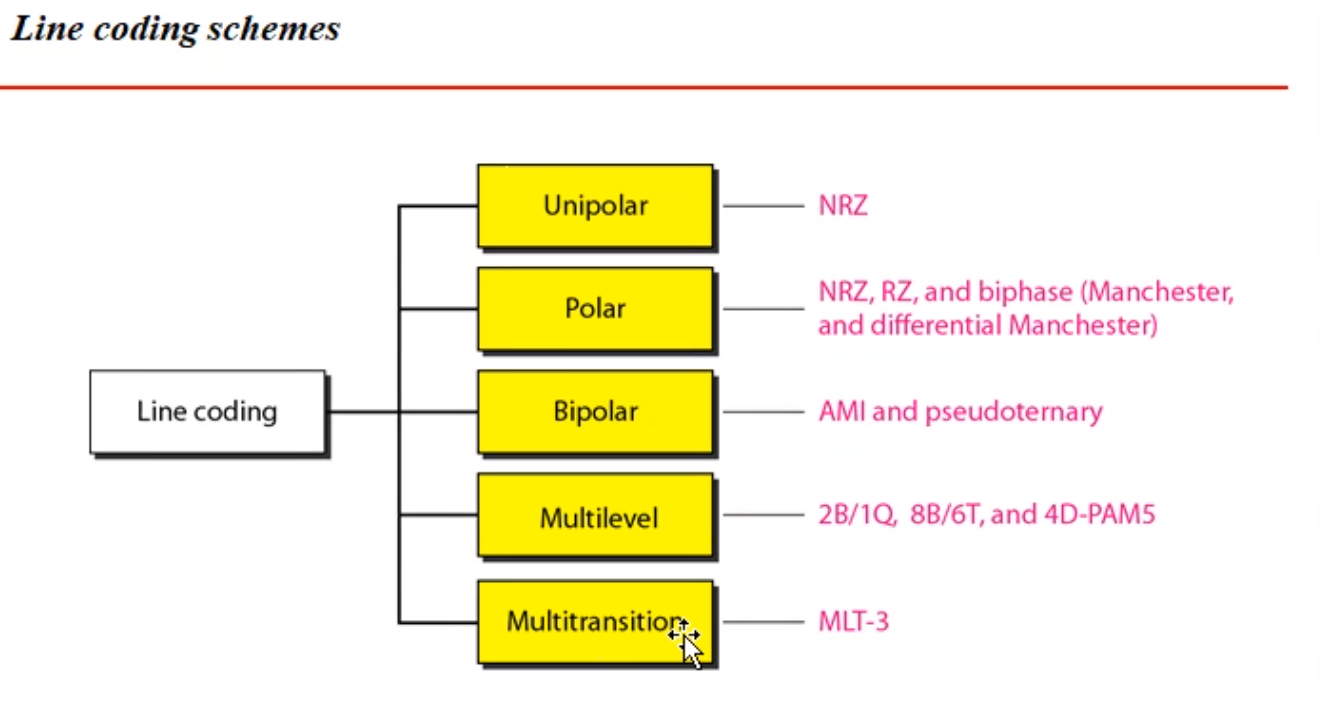 Line coding schemes
Unipolar
NRZ
Polar
NRZ, RZ, and biphase (Manchester,
and differential Manchester)
Line coding
Bipolar
AMI and pseudoternary
Multilevel
2B/1Q, 8B/6T, and 4D-PAM5
Multitransition
MLT-3